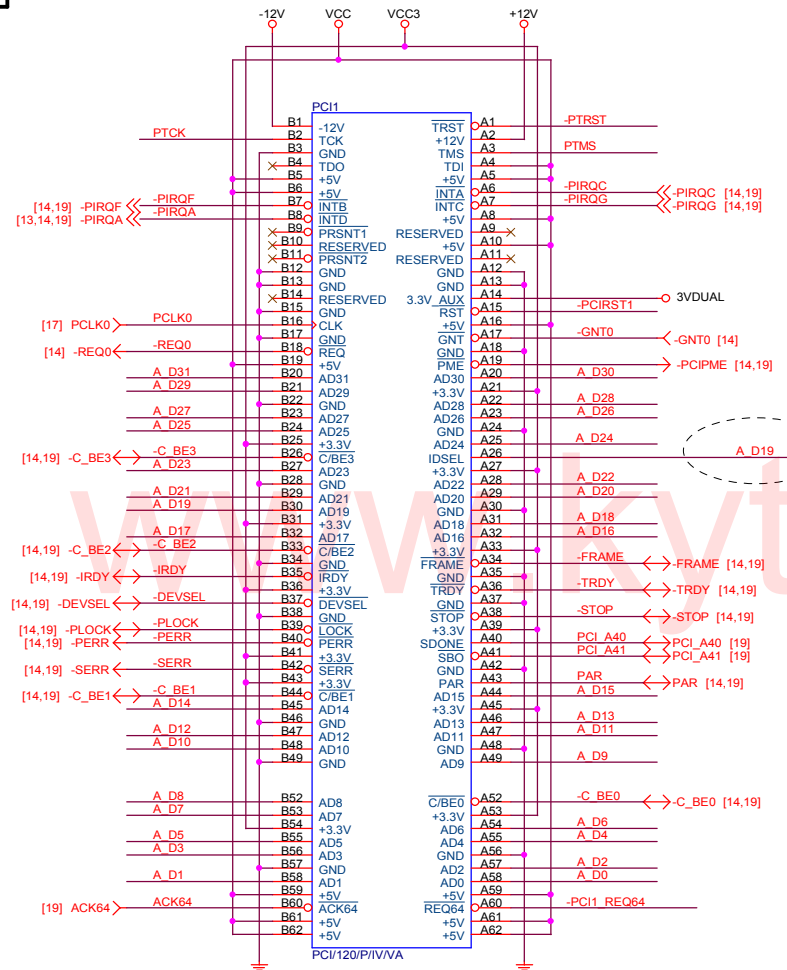 -12V VCC VCC3 +12V
PCI1
B1 -12V TRST A1 -PTRST
PTCK B2 TCK +12V A2
B3 GND TMS A3 PTMS
B4 TDO TDI A4
B5 +5V +5V A5
B6 +5V INTA A6 -PIRQC -PIRQC [14,19]
[14,19] -PIRQF -PIRQF B7 INTB INTC A7 -PIRQG -PIRQG [14,19]
[13,14,19] -PIRQA -PIRQA B8 INTD +5V A8
B9 PRSNT1 RESERVED A9
B10 RESERVED +5V A10
B11 PRSNT2 RESERVED A11
B12 GND GND A12
B13 GND GND A13
B14 RESERVED 3.3V_AUX A14 3VDUAL
B15 GND RST A15 -PCIRST1
[17] PCLK0 PCLK0 B16 CLK +5V A16
B17 GND GNT A17 -GNT0 -GNT0 [14]
[14] -REQ0 -REQ0 B18 REQ GND A18
B19 +5V PME A19 -PCIPME [14,19]
A_D31 B20 AD31 AD30 A20 A_D30
A_D29 B21 AD29 +3.3V A21
B22 GND AD28 A22 A_D28
A_D27 B23 AD27 AD26 A23 A_D26
A_D25 B24 AD25 GND A24
B25 +3.3V AD24 A25 A_D24
[14,19] -C_BE3 -C_BE3 B26 C/BE3 IDSEL A26 A_D19
A_D23 B27 AD23 +3.3V A27
B28 GND AD22 A28 A_D22
A_D21 B29 AD21 AD20 A29 A_D20
A_D19 B30 AD19 GND A30
B31 +3.3V AD18 A31 A_D18
A_D17 B32 AD17 AD16 A32 A_D16
[14,19] -C_BE2 -C_BE2 B33 C/BE2 +3.3V A33
B34 GND FRAME A34 -FRAME -FRAME [14,19]
[14,19] -IRDY -IRDY B35 IRDY GND A35
B36 +3.3V TRDY A36 -TRDY -TRDY [14,19]
[14,19] -DEVSEL -DEVSEL B37 DEVSEL GND A37
B38 GND STOP A38 -STOP -STOP [14,19]
[14,19] -PLOCK -PLOCK B39 LOCK +3.3V A39
[14,19] -PERR -PERR B40 PERR SDONE A40 PCI_A40 PCI_A40 [19]
B41 +3.3V SBO A41 PCI_A41 PCI_A41 [19]
[14,19] -SERR -SERR B42 SERR GND A42
B43 +3.3V PAR A43 PAR PAR [14,19]
[14,19] -C_BE1 -C_BE1 B44 C/BE1 AD15 A44 A_D15
A_D14 B45 AD14 +3.3V A45
B46 GND AD13 A46 A_D13
A_D12 B47 AD12 AD11 A47 A_D11
A_D10 B48 AD10 GND A48
B49 GND AD9 A49 A_D9
A_D8 B52 AD8 C/BE0 A52 -C_BE0 -C_BE0 [14,19]
A_D7 B53 AD7 +3.3V A53
B54 +3.3V AD6 A54 A_D6
A_D5 B55 AD5 AD4 A55 A_D4
A_D3 B56 AD3 GND A56
B57 GND AD2 A57 A_D2
A_D1 B58 AD1 AD0 A58 A_D0
B59 +5V +5V A59
[19] ACK64 ACK64 B60 ACK64 REQ64 A60 -PCI1_REQ64
B61 +5V +5V A61
B62 +5V +5V A62
PCI/120/P/IV/VA
www.kyt